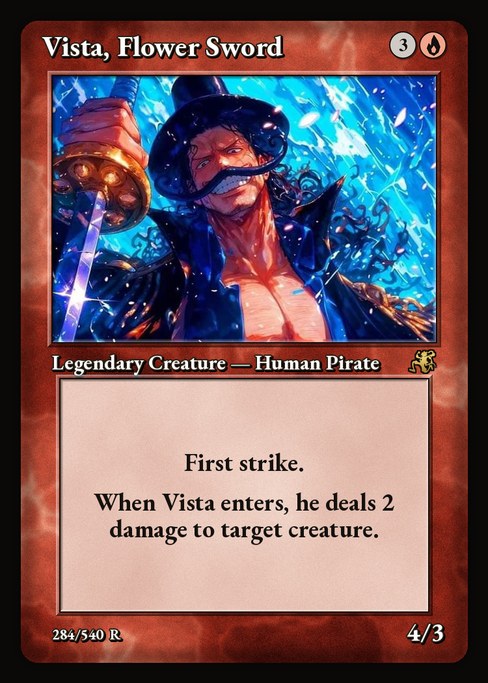 Vista, Flower Sword 3
Legendary Creature — Human Pirate
First strike.
When Vista enters, he deals 2
damage to target creature.
284/540 R
4/3